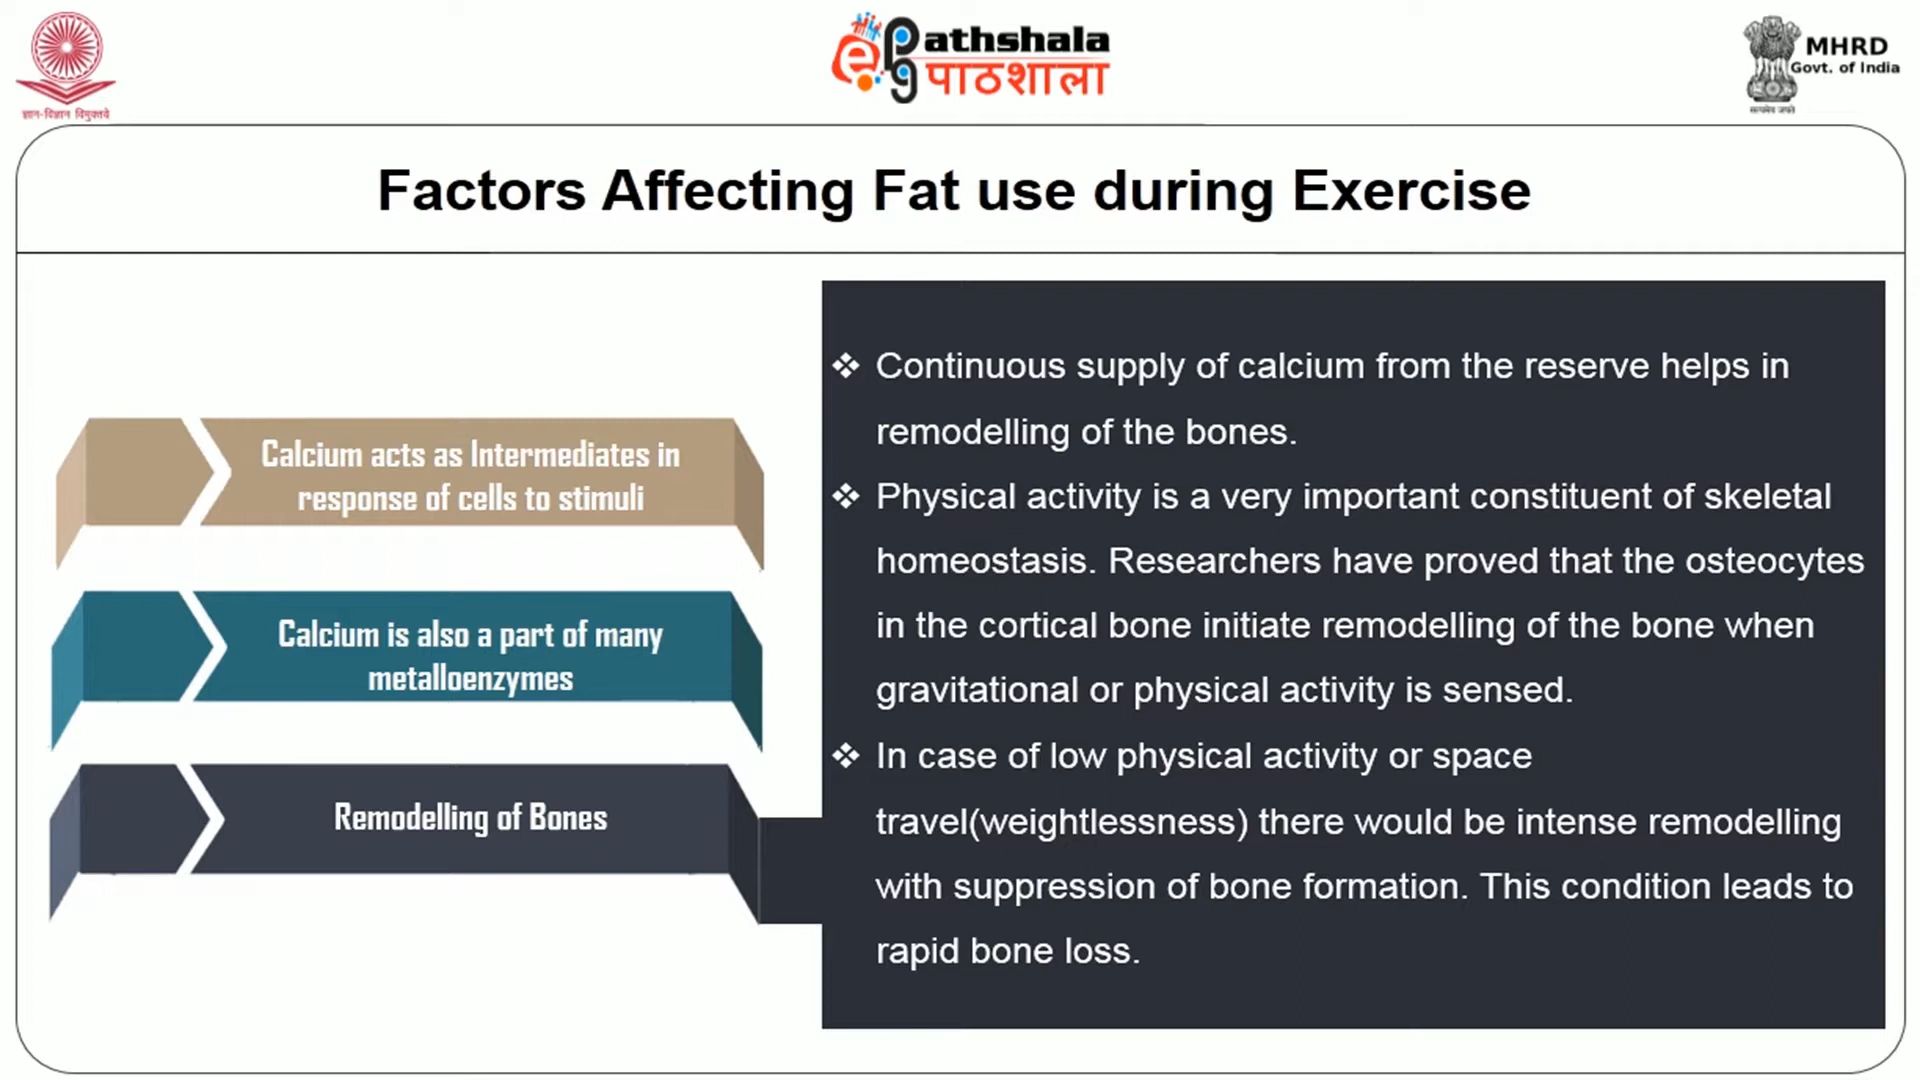 ज्ञान-विज्ञान विमुक्तये
e pg Pathshala
पाठशाला
MHRD
Govt. of India
सत्यमेव जयते
Factors Affecting Fat use during Exercise
Calcium acts as Intermediates in
response of cells to stimuli
Calcium is also a part of many
metalloenzymes
Remodelling of Bones
❖ Continuous supply of calcium from the reserve helps in
remodelling of the bones.
❖ Physical activity is a very important constituent of skeletal
homeostasis. Researchers have proved that the osteocytes
in the cortical bone initiate remodelling of the bone when
gravitational or physical activity is sensed.
❖ In case of low physical activity or space
travel(weightlessness) there would be intense remodelling
with suppression of bone formation. This condition leads to
rapid bone loss.